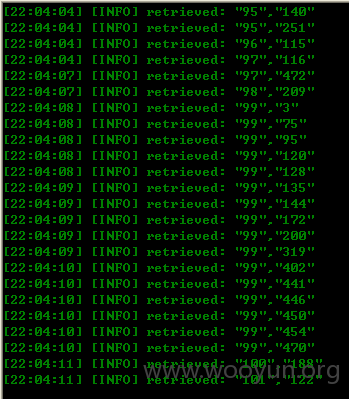 [22:04:04] [INFO] retrieved: "95","140"
[22:04:04] [INFO] retrieved: "95","251"
[22:04:04] [INFO] retrieved: "96","115"
[22:04:04] [INFO] retrieved: "97","116"
[22:04:07] [INFO] retrieved: "97","472"
[22:04:07] [INFO] retrieved: "98","209"
[22:04:08] [INFO] retrieved: "99","3"
[22:04:08] [INFO] retrieved: "99","75"
[22:04:08] [INFO] retrieved: "99","95"
[22:04:08] [INFO] retrieved: "99","120"
[22:04:08] [INFO] retrieved: "99","128"
[22:04:09] [INFO] retrieved: "99","135"
[22:04:09] [INFO] retrieved: "99","144"
[22:04:09] [INFO] retrieved: "99","172"
[22:04:09] [INFO] retrieved: "99","200"
[22:04:09] [INFO] retrieved: "99","319"
[22:04:10] [INFO] retrieved: "99","402"
[22:04:10] [INFO] retrieved: "99","441"
[22:04:10] [INFO] retrieved: "99","446"
[22:04:10] [INFO] retrieved: "99","450"
[22:04:10] [INFO] retrieved: "99","454"
[22:04:10] [INFO] retrieved: "99","470"
[22:04:11] [INFO] retrieved: "100","188"
[22:04:11] [INFO] retrieved: "101","122"
www.wooyun.org